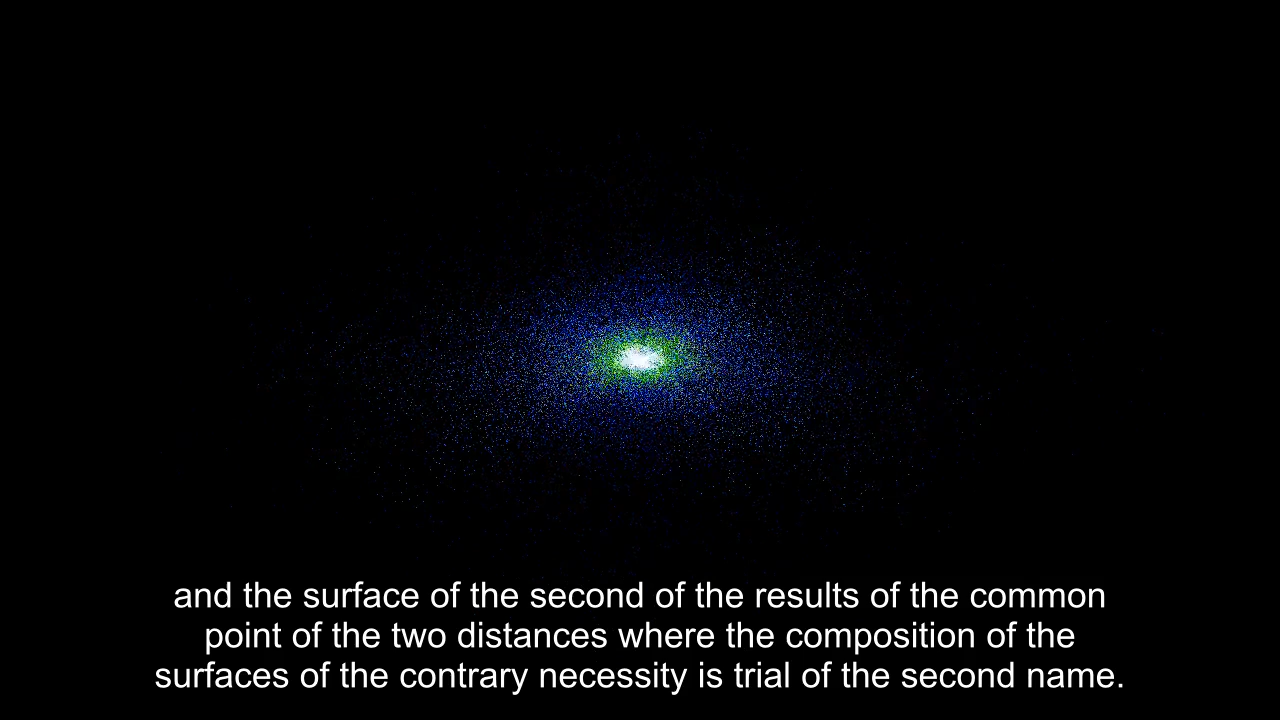 and the surface of the second of the results of the common
point of the two distances where the composition of the
surfaces of the contrary necessity is trial of the second name.